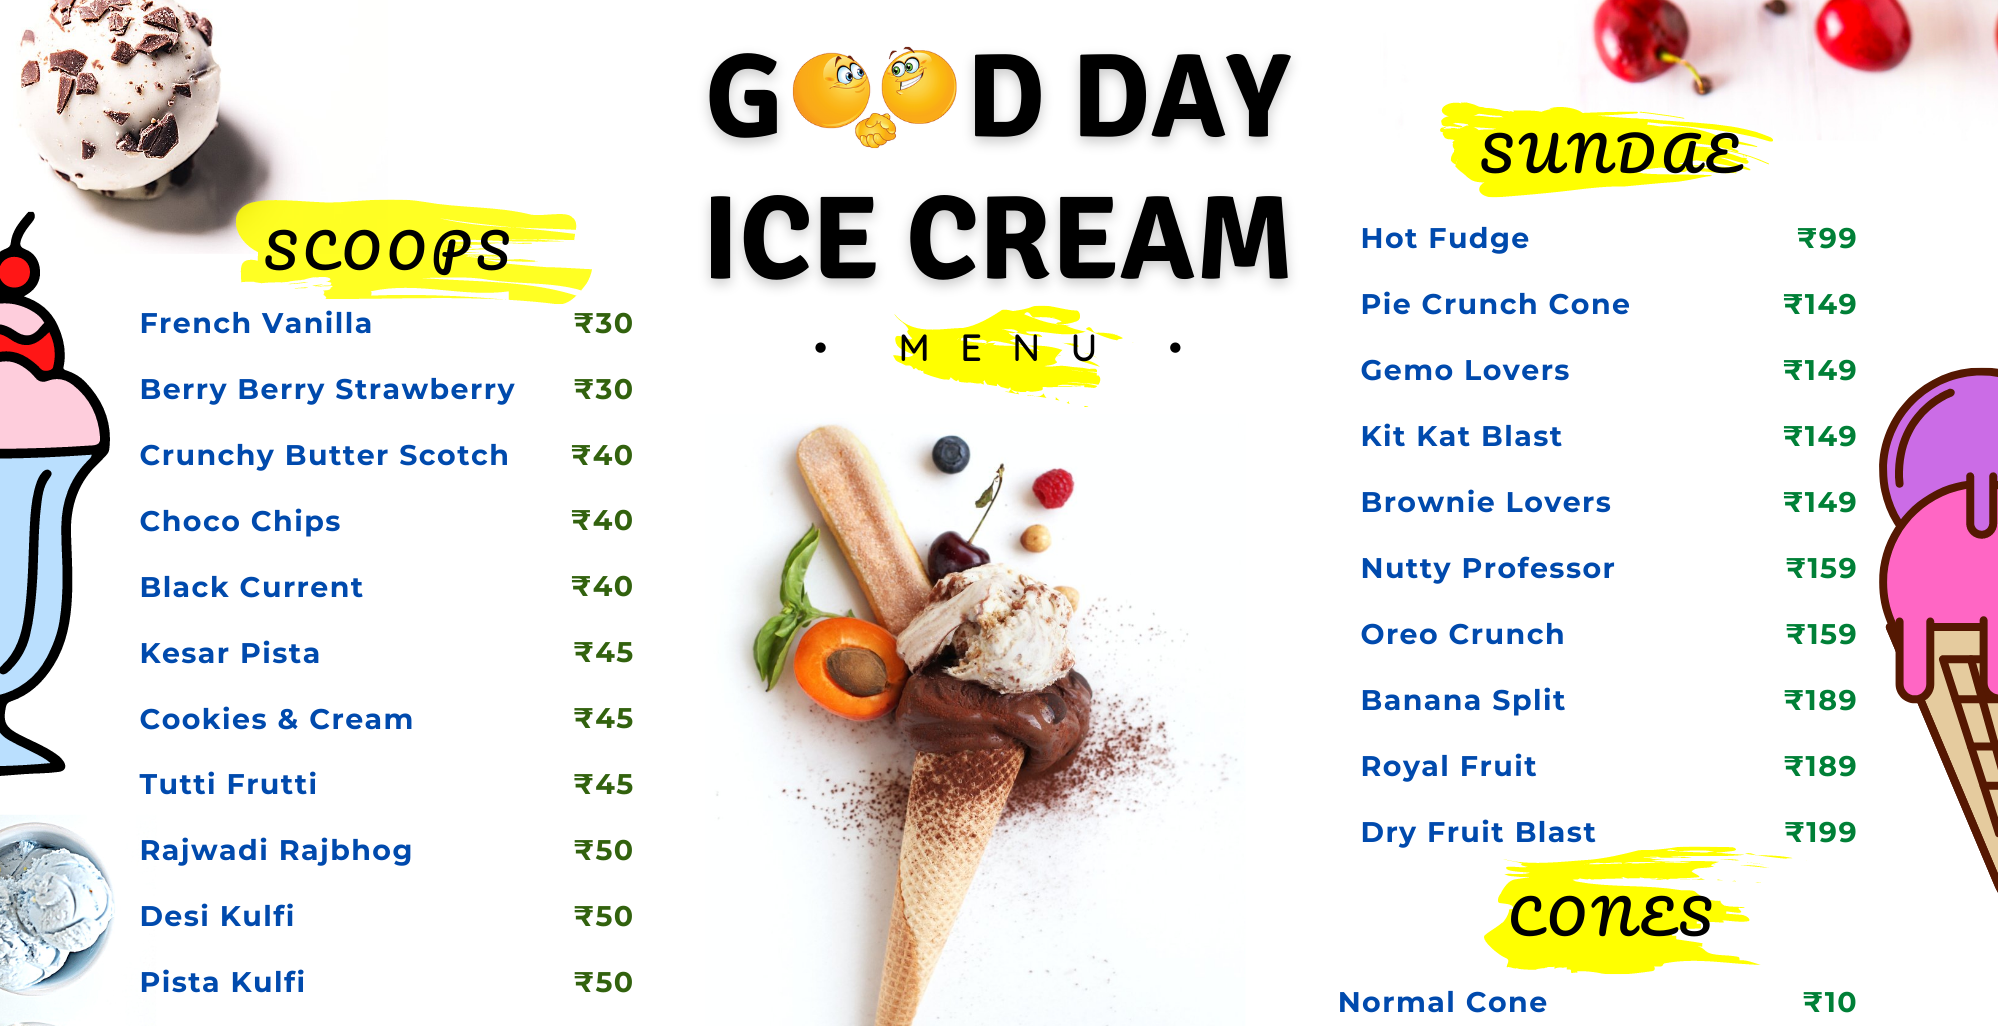 GOOD DAY
ICE CREAM
• MENU •
SCOOPS
French Vanilla ₹30
Berry Berry Strawberry ₹30
Crunchy Butter Scotch ₹40
Choco Chips ₹40
Black Current ₹40
Kesar Pista ₹45
Cookies & Cream ₹45
Tutti Frutti ₹45
Rajwadi Rajbhog ₹50
Desi Kulfi ₹50
Pista Kulfi ₹50
SUNDAE
Hot Fudge ₹99
Pie Crunch Cone ₹149
Gemo Lovers ₹149
Kit Kat Blast ₹149
Brownie Lovers ₹149
Nutty Professor ₹159
Oreo Crunch ₹159
Banana Split ₹189
Royal Fruit ₹189
Dry Fruit Blast ₹199
CONES
Normal Cone ₹10